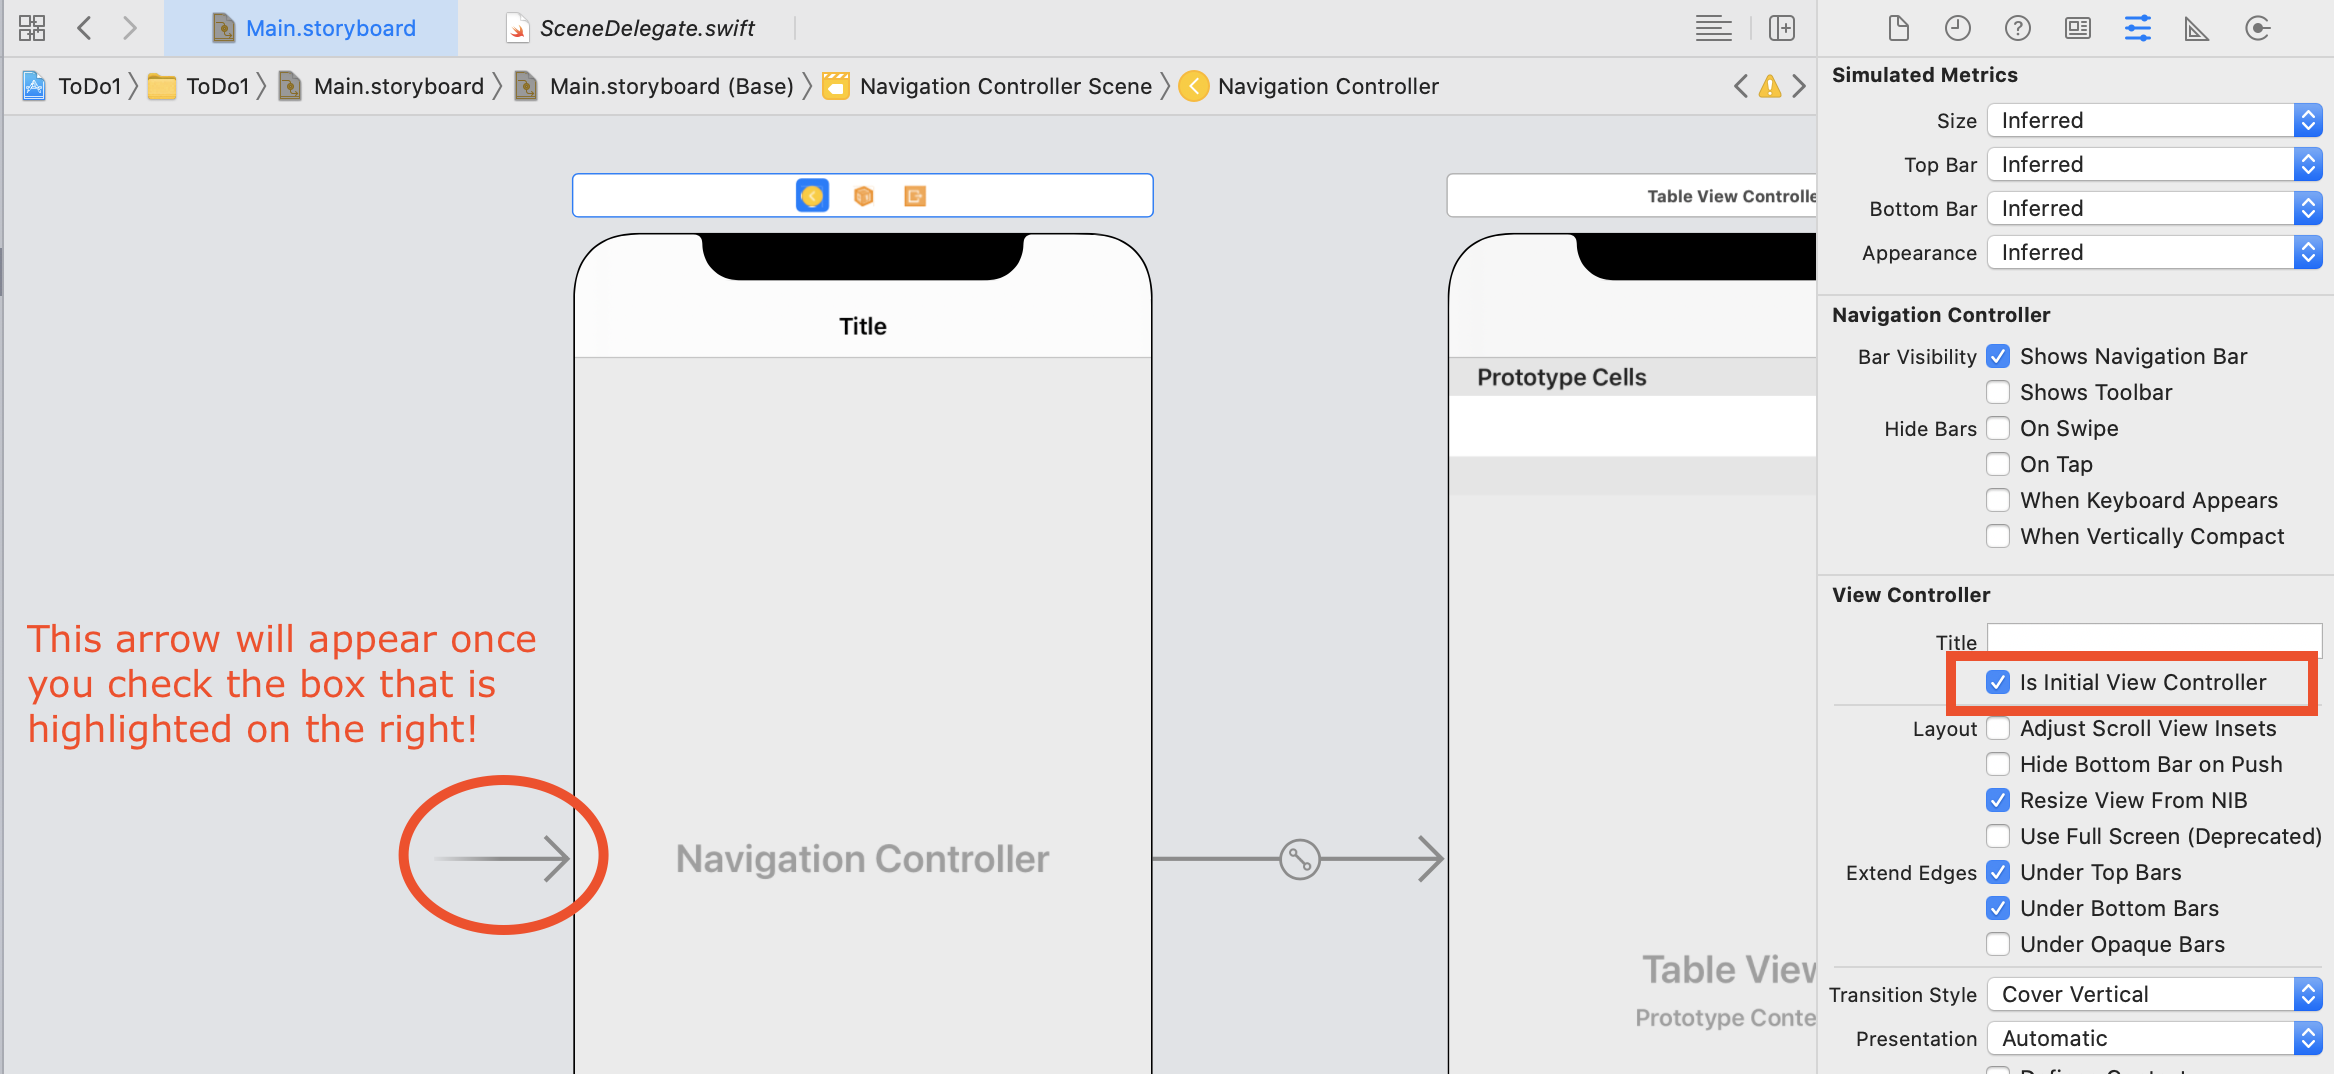 Main.storyboard
SceneDelegate.swift
ToDo1 ToDo1 Main.storyboard Main.storyboard (Base) Navigation Controller Scene Navigation Controller
Table View Controlle
Title
Prototype Cells
This arrow will appear once
you check the box that is
highlighted on the right!
Navigation Controller
Table View
Prototype Conte
Simulated Metrics
Size Inferred
Top Bar Inferred
Bottom Bar Inferred
Appearance Inferred
Navigation Controller
Bar Visibility Shows Navigation Bar
Shows Toolbar
Hide Bars On Swipe
On Tap
When Keyboard Appears
When Vertically Compact
View Controller
Title
Is Initial View Controller
Layout Adjust Scroll View Insets
Hide Bottom Bar on Push
Resize View From NIB
Use Full Screen (Deprecated)
Extend Edges Under Top Bars
Under Bottom Bars
Under Opaque Bars
Transition Style Cover Vertical
Presentation Automatic